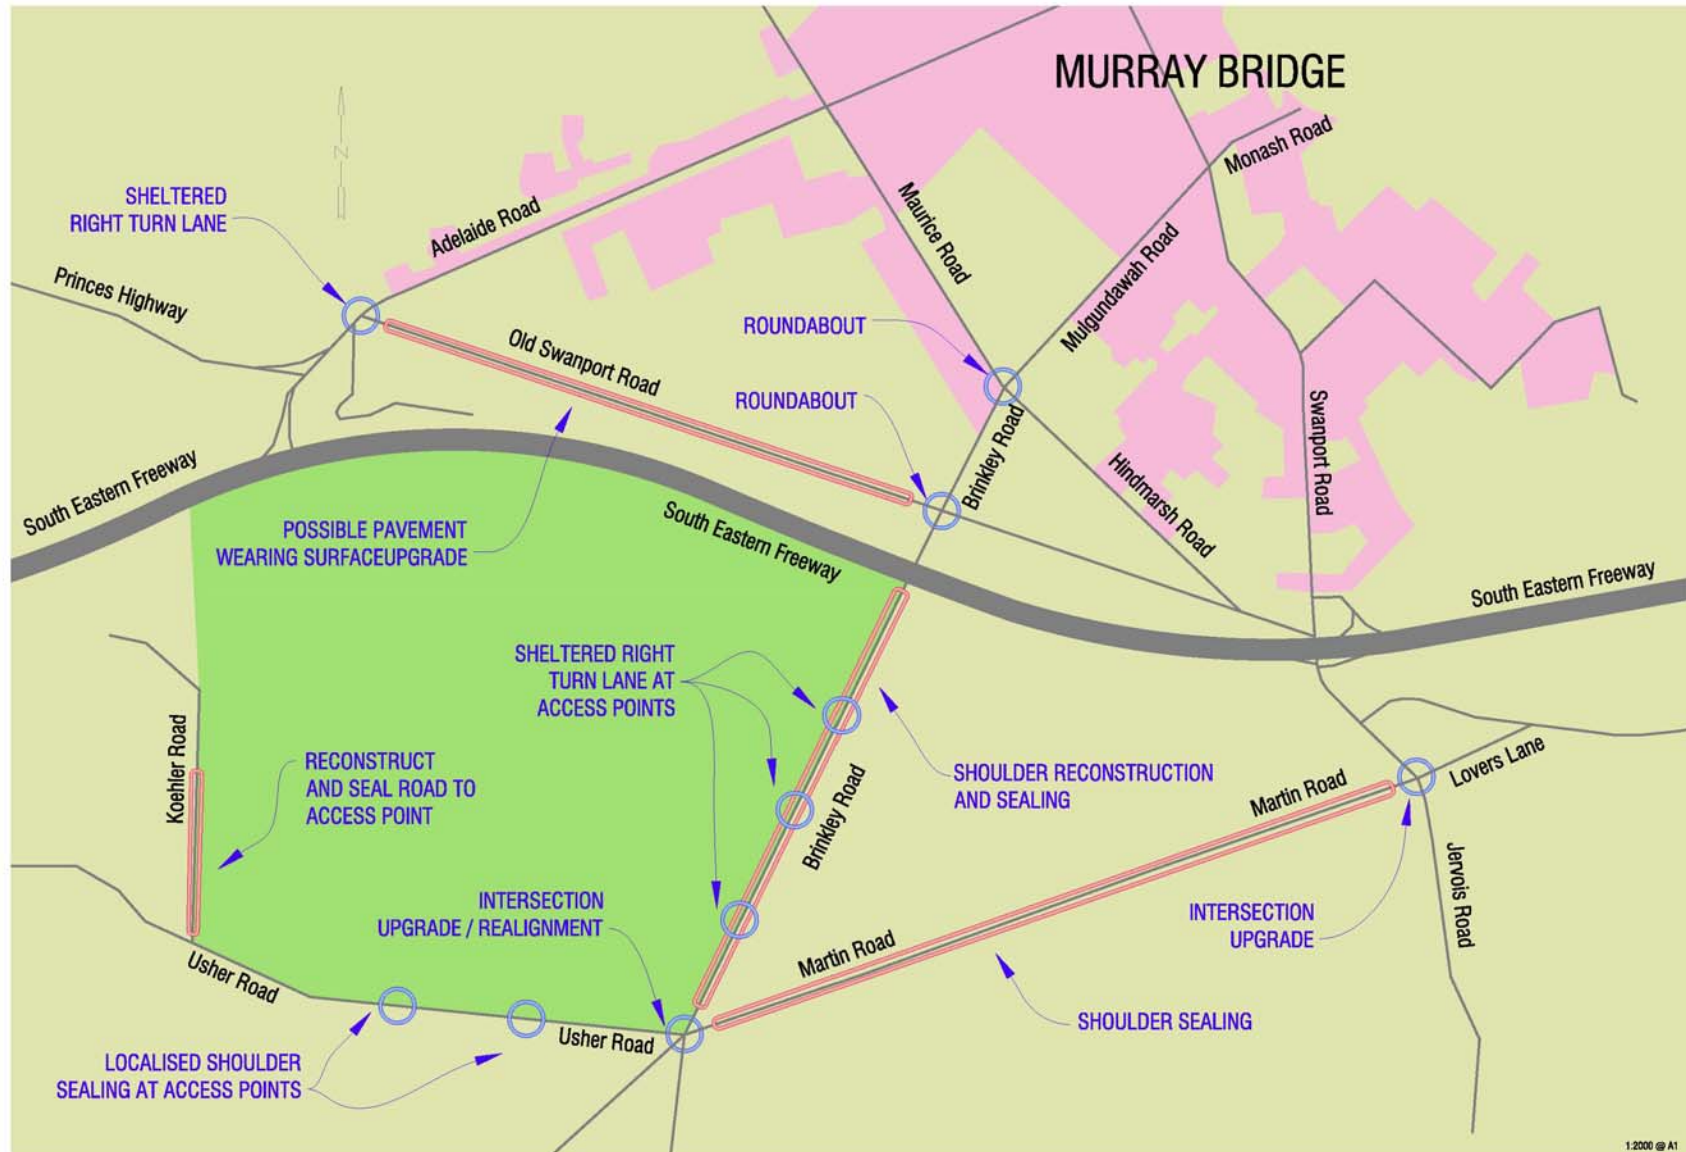 MURRAY BRIDGE
Monash Road
N
SHELTERED
RIGHT TURN LANE
Adelaide Road
Maurice Road
Mulgundawah Road
Princes Highway
Old Swanport Road
ROUNDABOUT
ROUNDABOUT
Brinkley Road
Hindmarsh Road
Swanport Road
South Eastern Freeway
South Eastern Freeway
South Eastern Freeway
POSSIBLE PAVEMENT
WEARING SURFACEUPGRADE
SHELTERED RIGHT
TURN LANE AT
ACCESS POINTS
Koehler Road
RECONSTRUCT
AND SEAL ROAD TO
ACCESS POINT
SHOULDER RECONSTRUCTION
AND SEALING
Brinkley Road
Martin Road
Lovers Lane
Jervois Road
INTERSECTION
UPGRADE / REALIGNMENT
INTERSECTION
UPGRADE
Martin Road
Usher Road
Usher Road
SHOULDER SEALING
LOCALISED SHOULDER
SEALING AT ACCESS POINTS
1:2000 @ A1